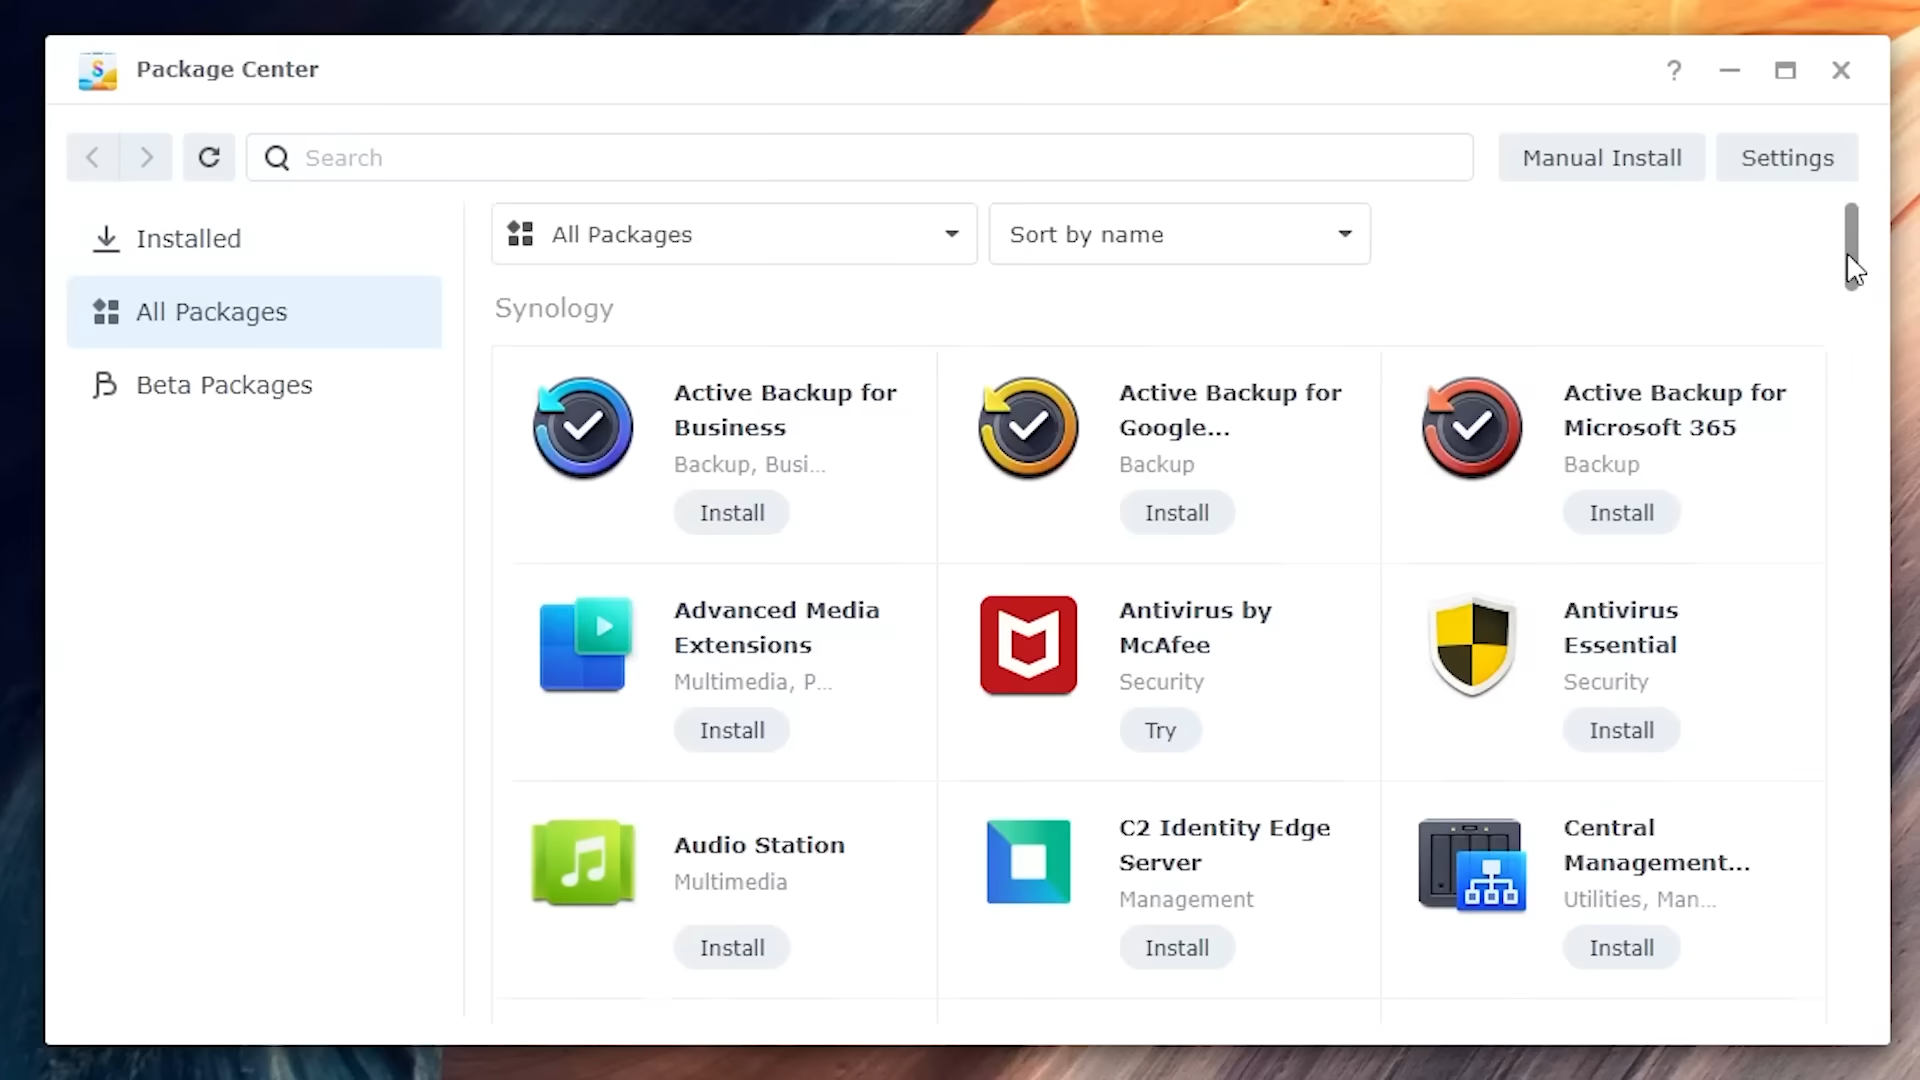 Package Center
Search
Manual Install
Settings
Installed
All Packages
Beta Packages
All Packages
Sort by name
Synology
Active Backup for
Business
Backup, Busi...
Install
Active Backup for
Google...
Backup
Install
Active Backup for
Microsoft 365
Backup
Install
Advanced Media
Extensions
Multimedia, P...
Install
Antivirus by
McAfee
Security
Try
Antivirus
Essential
Security
Install
Audio Station
Multimedia
Install
C2 Identity Edge
Server
Management
Install
Central
Management...
Utilities, Man...
Install